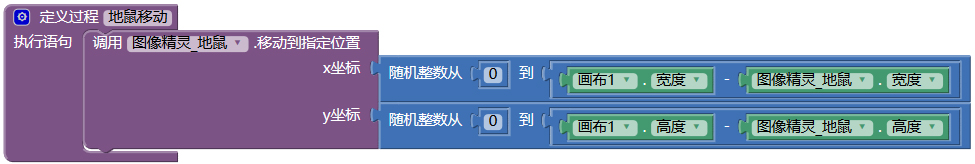 定义过程 地鼠移动
执行语句 调用 图像精灵_地鼠 .移动到指定位置
x坐标 随机整数从 0 到 画布1 . 宽度 - 图像精灵_地鼠 . 宽度
y坐标 随机整数从 0 到 画布1 . 高度 - 图像精灵_地鼠 . 高度